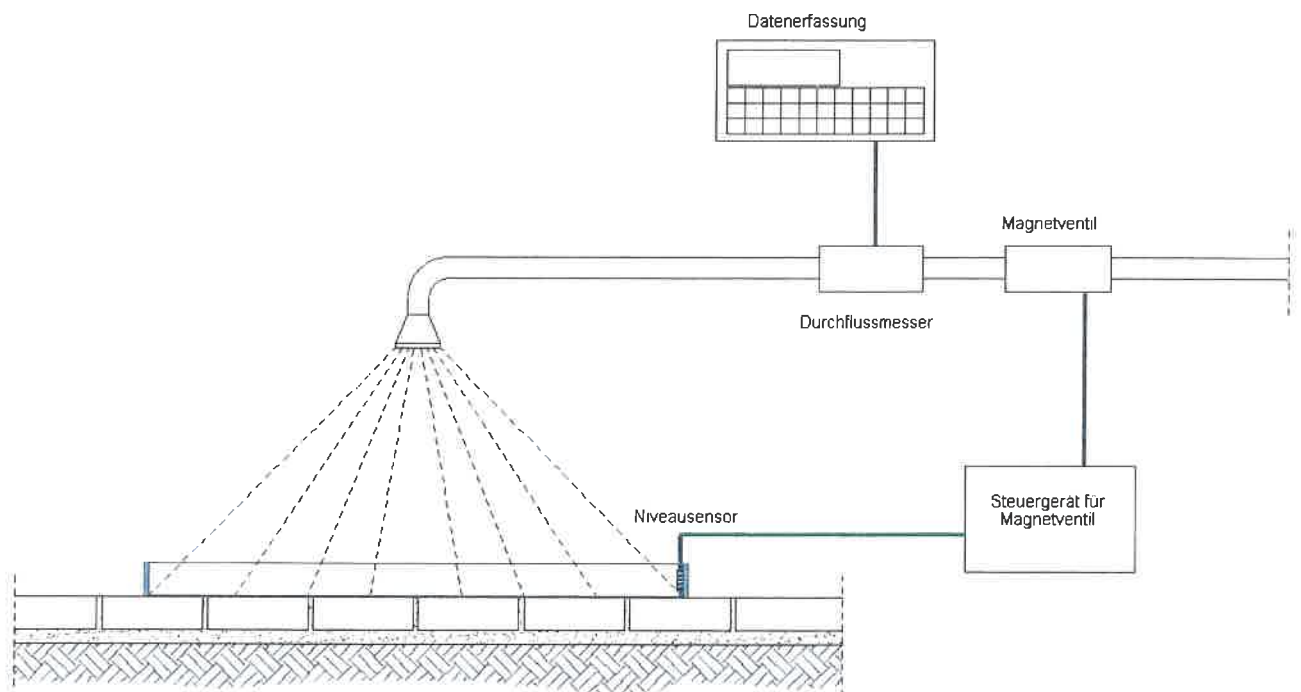 Datenerfassung
Magnetventil
Durchflussmesser
Niveausensor
Steuergerät für
Magnetventil